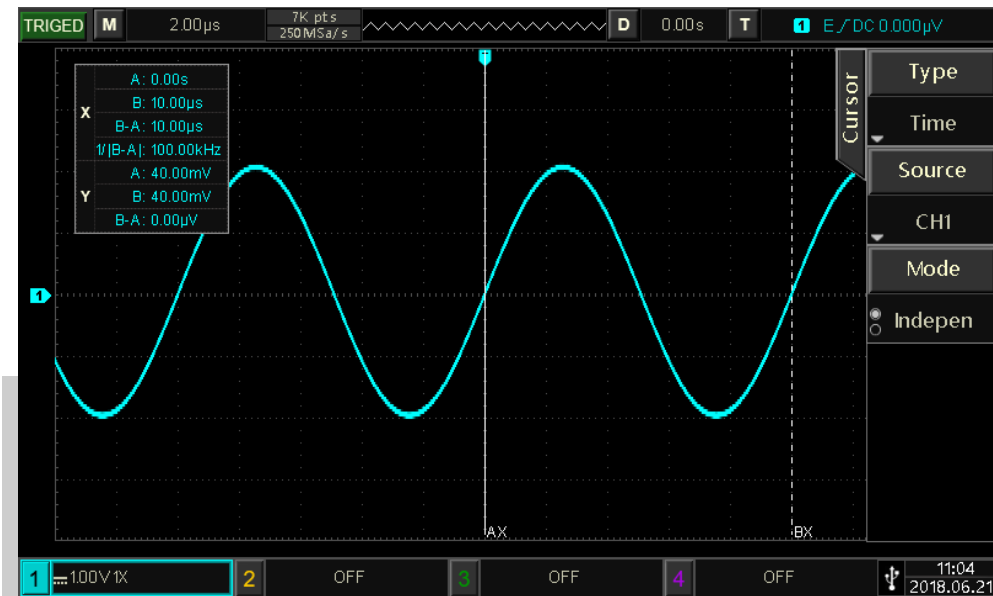 TRIGED M 2.00µs 7K pts D 0.00s T 1 E DC 0.000µV
250MSa/s
X
A: 0.00s
B: 10.00µs
B-A: 10.00µs
1/|B-A|: 100.00kHz
Y
A: 40.00mV
B: 40.00mV
B-A: 0.00µV
Cursor
Type
Time
Source
CH1
Mode
Indepen
1
AX BX
1 1.00V 1X 2 OFF 3 OFF 4 OFF 11:04
2018.06.21